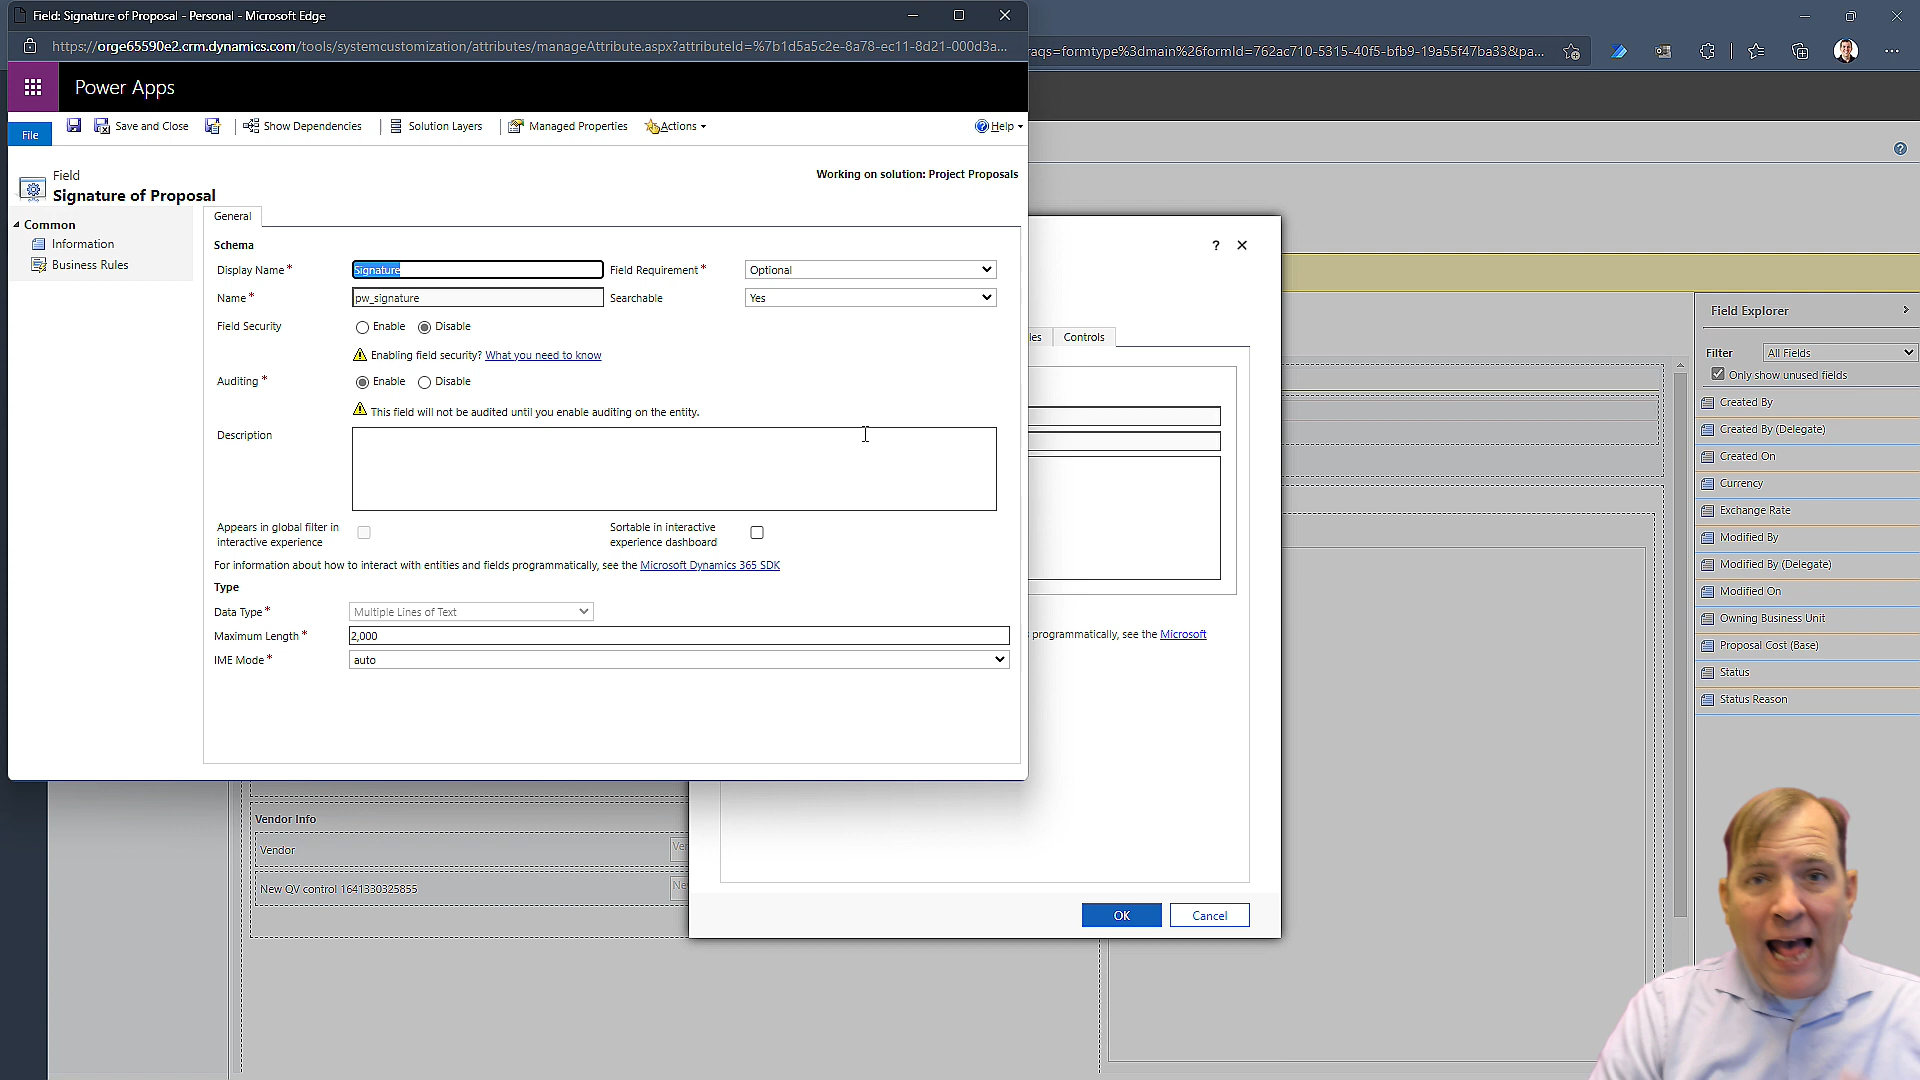 Field: Signature of Proposal - Personal - Microsoft Edge
https://orge65590e2.crm.dynamics.com/tools/systemcustomization/attributes/manageAttribute.aspx?attributeId=%7b1d5a5c2e-8a78-ec11-8d21-000d3a...
raqs=formtype%3dmain%26formId=762ac710-5315-40f5-bfb9-19a55f47ba33&pa...
Power Apps
File
Save and Close
Show Dependencies
Solution Layers
Managed Properties
Actions
Help
Field
Signature of Proposal
Working on solution: Project Proposals
Common
Information
Business Rules
General
Schema
Display Name*
Signature
Field Requirement*
Optional
Name*
pw_signature
Searchable
Yes
Field Security
Enable
Disable
Enabling field security? What you need to know
Auditing*
Enable
Disable
This field will not be audited until you enable auditing on the entity.
Description
Appears in global filter in
interactive experience
Sortable in interactive
experience dashboard
For information about how to interact with entities and fields programmatically, see the Microsoft Dynamics 365 SDK
Type
Data Type*
Multiple Lines of Text
Maximum Length*
2,000
IME Mode*
auto
?
les
Controls
programmatically, see the Microsoft
OK
Cancel
Vendor Info
Vendor
Ve
New QV control 1641330325855
Ne
Field Explorer
Filter
All Fields
Only show unused fields
Created By
Created By (Delegate)
Created On
Currency
Exchange Rate
Modified By
Modified By (Delegate)
Modified On
Owning Business Unit
Proposal Cost (Base)
Status
Status Reason